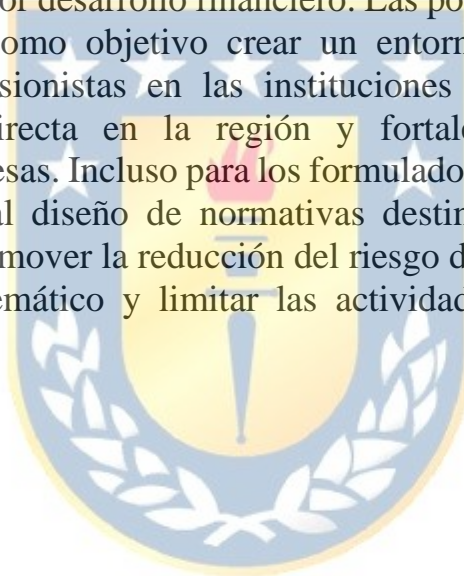 or desarrollo financiero. Las po
omo objetivo crear un entorn
sionistas en las instituciones
irecta en la región y fortale
esas. Incluso para los formulado
al diseño de normativas destin
mover la reducción del riesgo d
emático y limitar las actividad